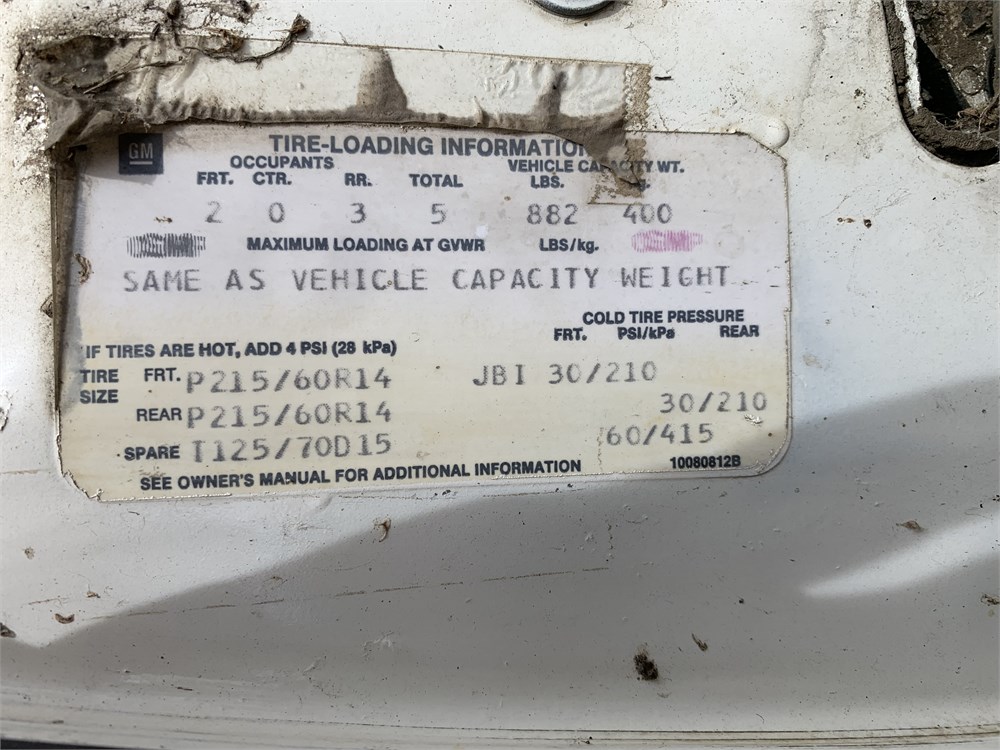 GM
TIRE-LOADING INFORMATION
OCCUPANTS VEHICLE CAPACITY WT.
FRT. CTR. RR. TOTAL LBS.
2 0 3 5 882 400
MAXIMUM LOADING AT GVWR LBS/kg.
SAME AS VEHICLE CAPACITY WEIGHT
COLD TIRE PRESSURE
FRT. PSI/kPa REAR
IF TIRES ARE HOT, ADD 4 PSI (28 kPa)
TIRE SIZE FRT. P215/60R14 JBI 30/210
REAR P215/60R14 30/210
SPARE T125/70D15 60/415
SEE OWNER'S MANUAL FOR ADDITIONAL INFORMATION 10080612B